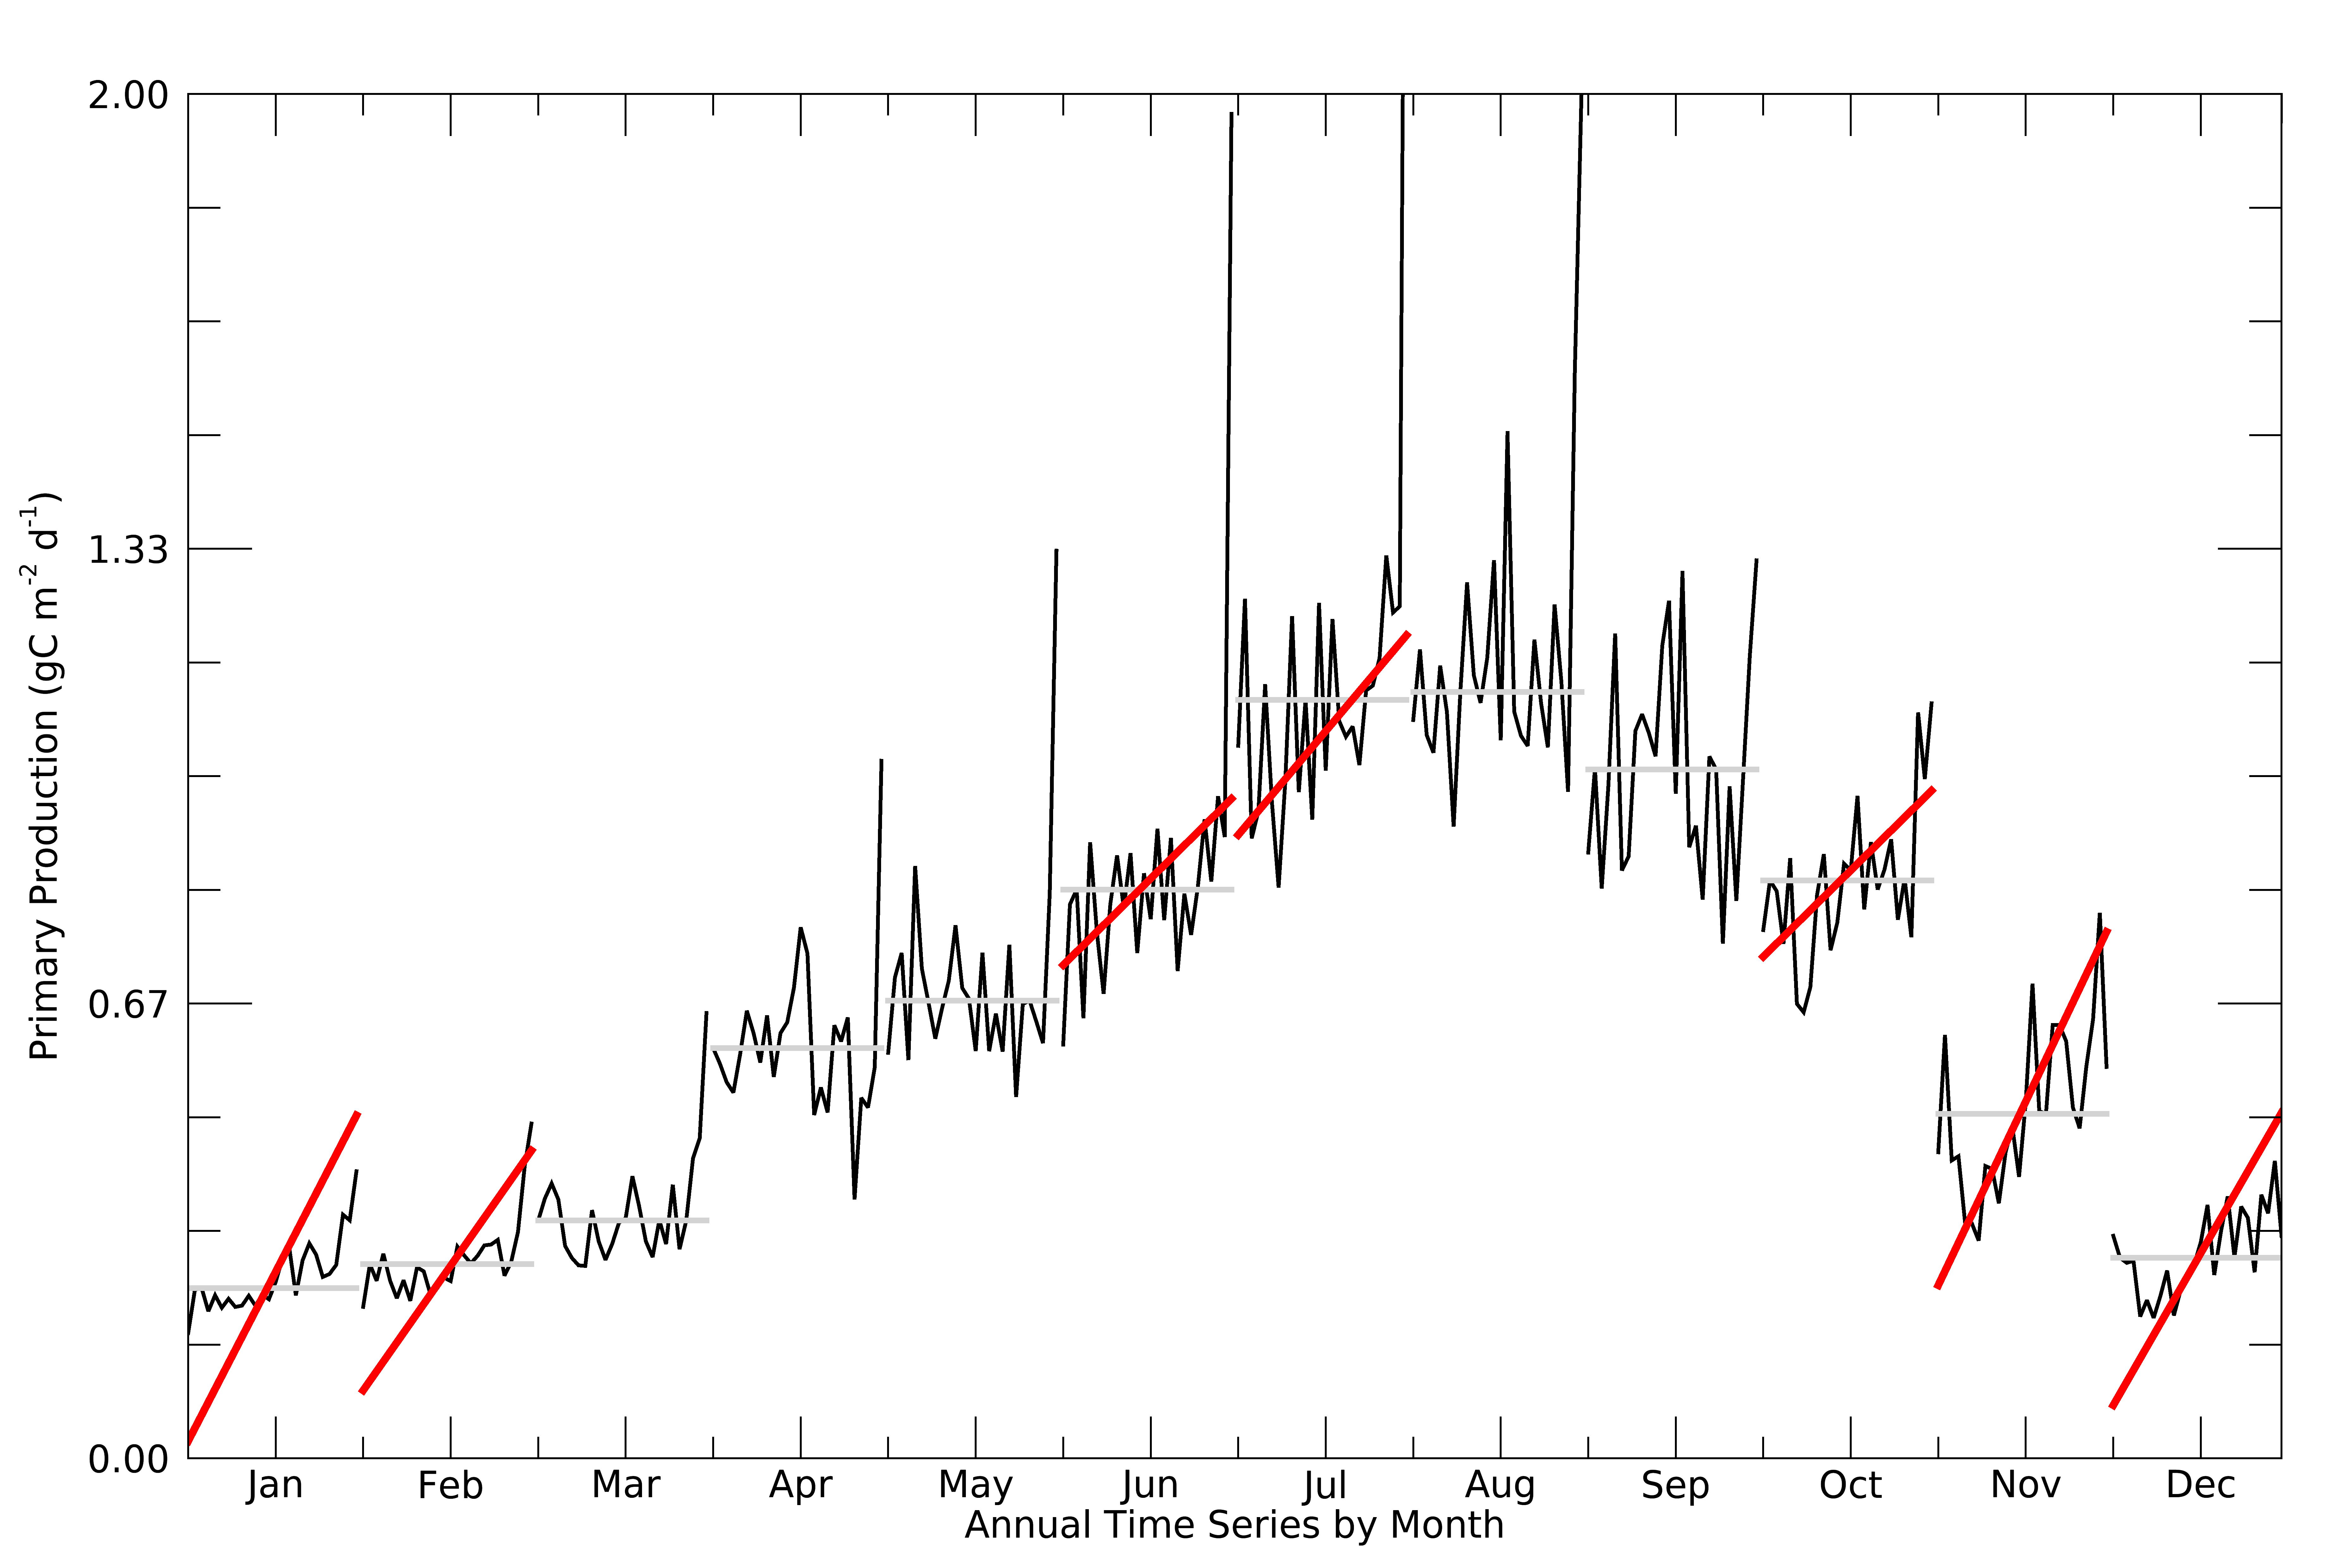 2.00
1.33
0.67
0.00
Primary Production (gC m-2 d-1)
Jan Feb Mar Apr May Jun Jul Aug Sep Oct Nov Dec
Annual Time Series by Month